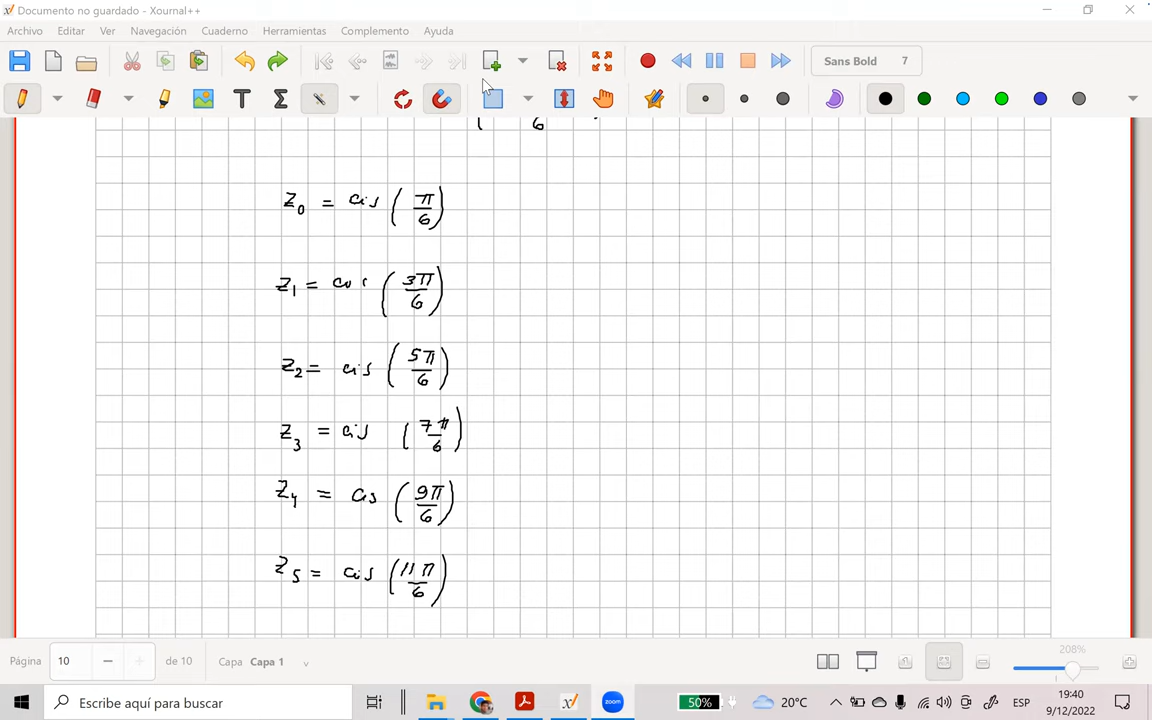 Documento no guardado - Xournal++
Archivo Editar Ver Navegación Cuaderno Herramientas Complemento Ayuda
Sans Bold 7
6
Z0 = cis (π/6)
Z1 = cos (3π/6)
Z2 = cis (5π/6)
Z3 = cis (7π/6)
Z4 = cis (9π/6)
Z5 = cis (11π/6)
Página 10 de 10 Capa Capa 1 208%
Escribe aquí para buscar zoom 50% 20°C ESP 19:40
9/12/2022